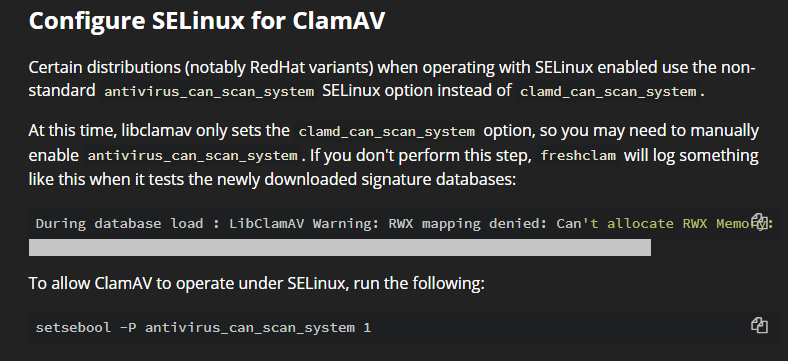 Configure SELinux for ClamAV
Certain distributions (notably RedHat variants) when operating with SELinux enabled use the non-
standard antivirus_can_scan_system SELinux option instead of clamd_can_scan_system.
At this time, libclamav only sets the clamd_can_scan_system option, so you may need to manually
enable antivirus_can_scan_system. If you don't perform this step, freshclam will log something
like this when it tests the newly downloaded signature databases:
During database load : LibClamAV Warning: RWX mapping denied: Can't allocate RWX Memory:
To allow ClamAV to operate under SELinux, run the following:
setsebool -P antivirus_can_scan_system 1